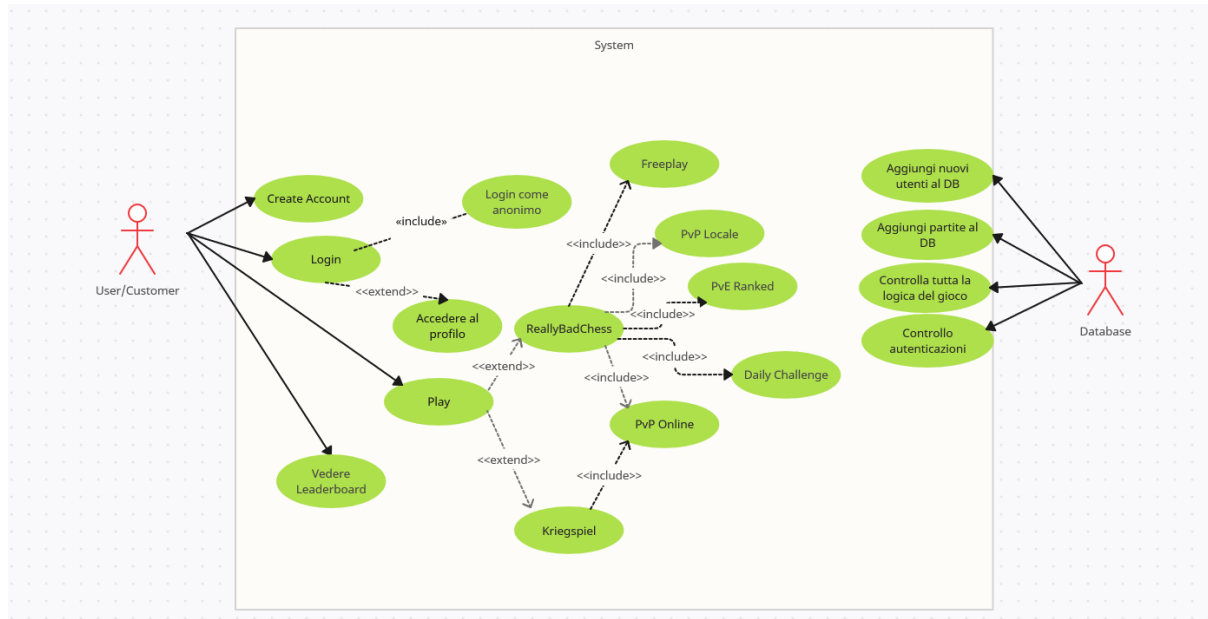 System
Freeplay
Aggiungi nuovi
utenti al DB
Create Account
Login come
anonimo
«include»
PvP Locale
Aggiungi partite al
DB
<<include>>
Login
<<include>>
PvE Ranked
Controlla tutta la
logica del gioco
User/Customer
<<extend>>
<<include>>
Accedere al
profilo
ReallyBadChess
Database
Controllo
autenticazioni
<<include>>
<<extend>>
<<include>>
Daily Challenge
Play
PvP Online
<<extend>>
<<include>>
Vedere
Leaderboard
Kriegspiel